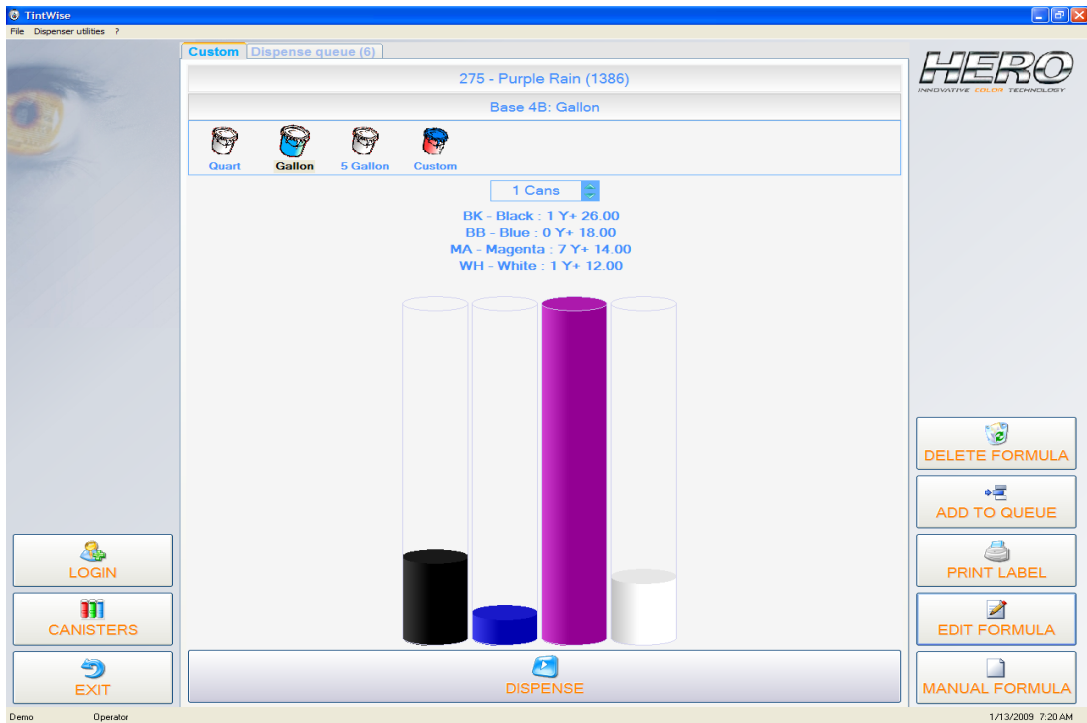 TintWise
File Dispenser utilities ?
Custom Dispense queue (6)
HERO
INNOVATIVE COLOR TECHNOLOGY
275 - Purple Rain (1386)
Base 4B: Gallon
Quart Gallon 5 Gallon Custom
1 Cans
BK - Black : 1 Y+ 26.00
BB - Blue : 0 Y+ 18.00
MA - Magenta : 7 Y+ 14.00
WH - White : 1 Y+ 12.00
DELETE FORMULA
ADD TO QUEUE
LOGIN
PRINT LABEL
CANISTERS
EDIT FORMULA
EXIT
DISPENSE
MANUAL FORMULA
Demo Operator 1/13/2009 7:20 AM